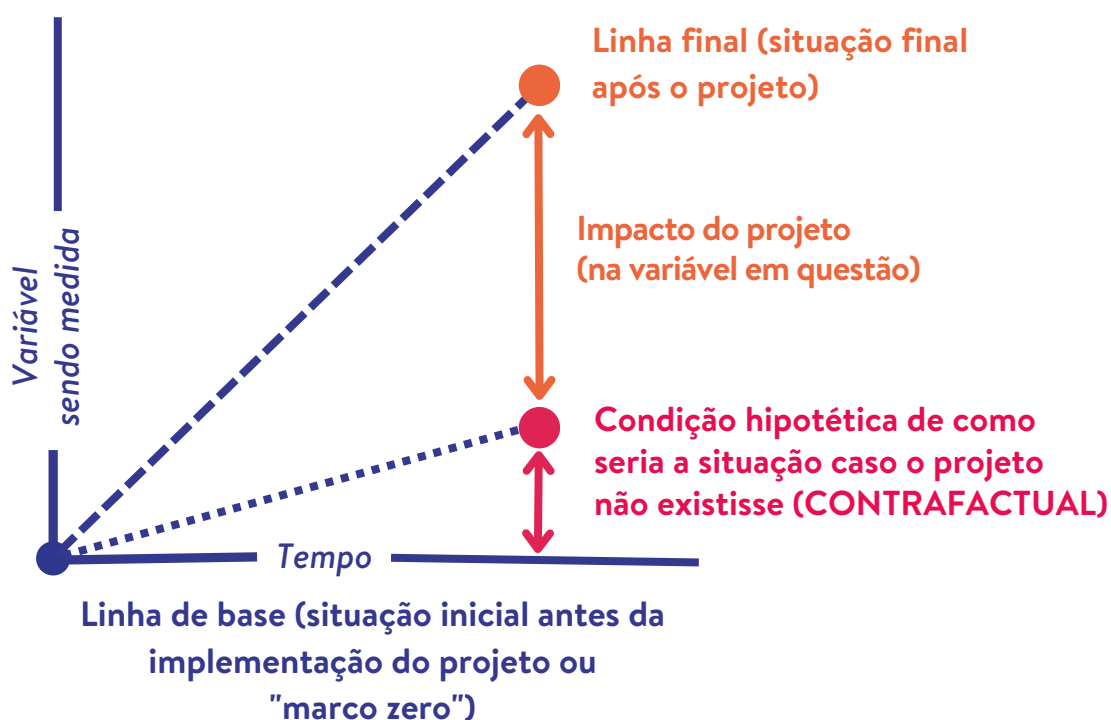 Linha final (situação final
após o projeto)
Impacto do projeto
(na variável em questão)
Variável
sendo medida
Condição hipotética de como
seria a situação caso o projeto
não existisse (CONTRAFACTUAL)
Tempo
Linha de base (situação inicial antes da
implementação do projeto ou
"marco zero")